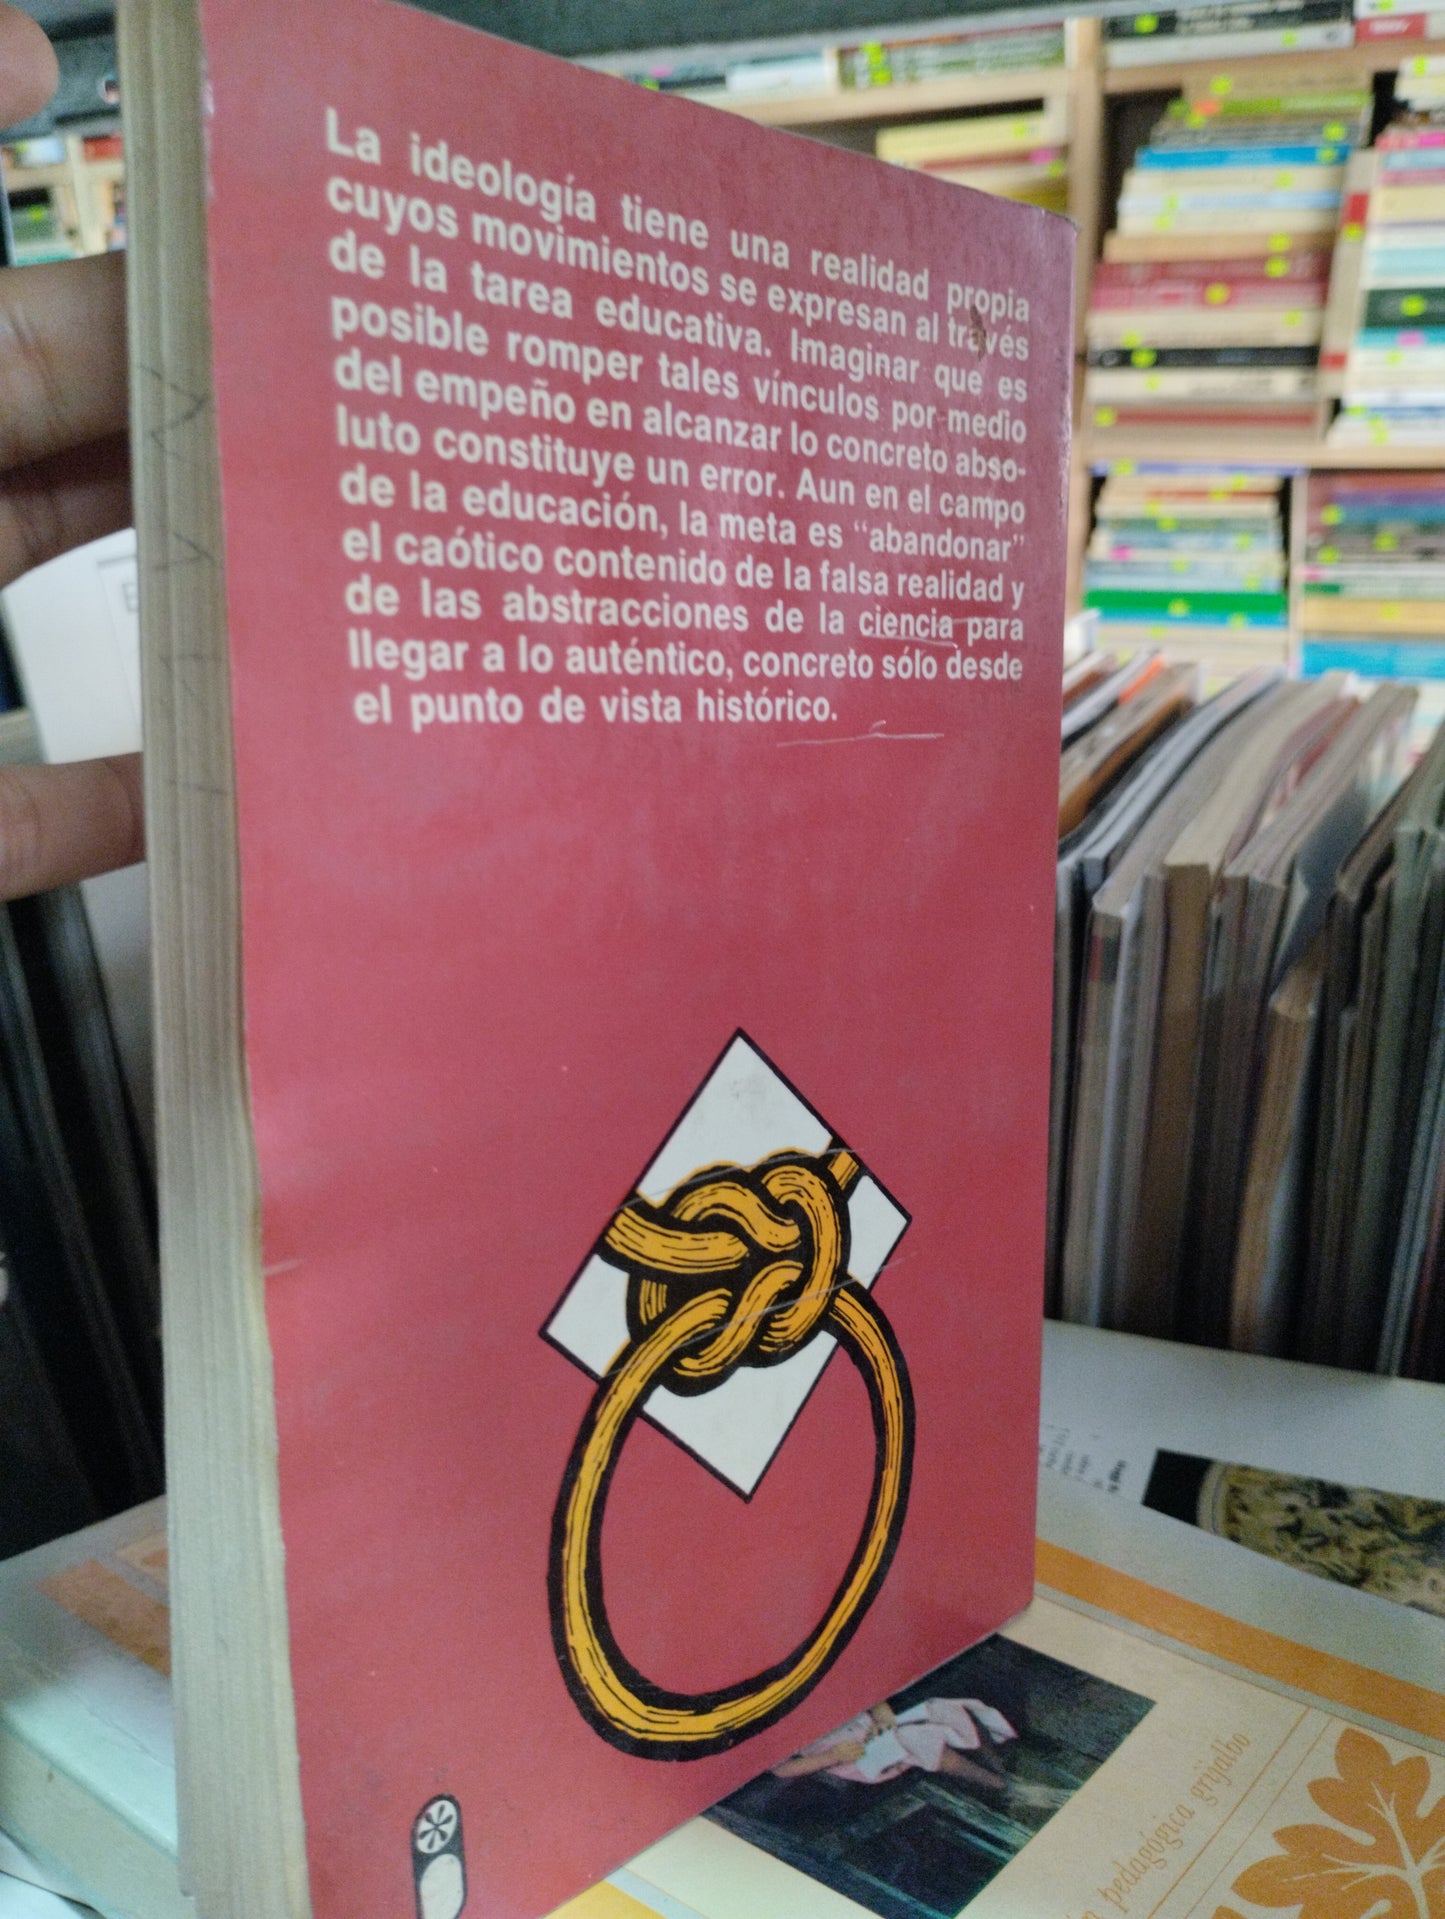 La ideología tiene una realidad propia
cuyos movimientos se expresan al través
de la tarea educativa. Imaginar que es
posible romper tales vínculos por medio
del empeño en alcanzar lo concreto abso-
luto constituye un error. Aun en el campo
de la educación, la meta es "abandonar"
el caótico contenido de la falsa realidad y
de las abstracciones de la ciencia para
llegar a lo auténtico, concreto sólo desde
el punto de vista histórico.
pedagógica grijalbo